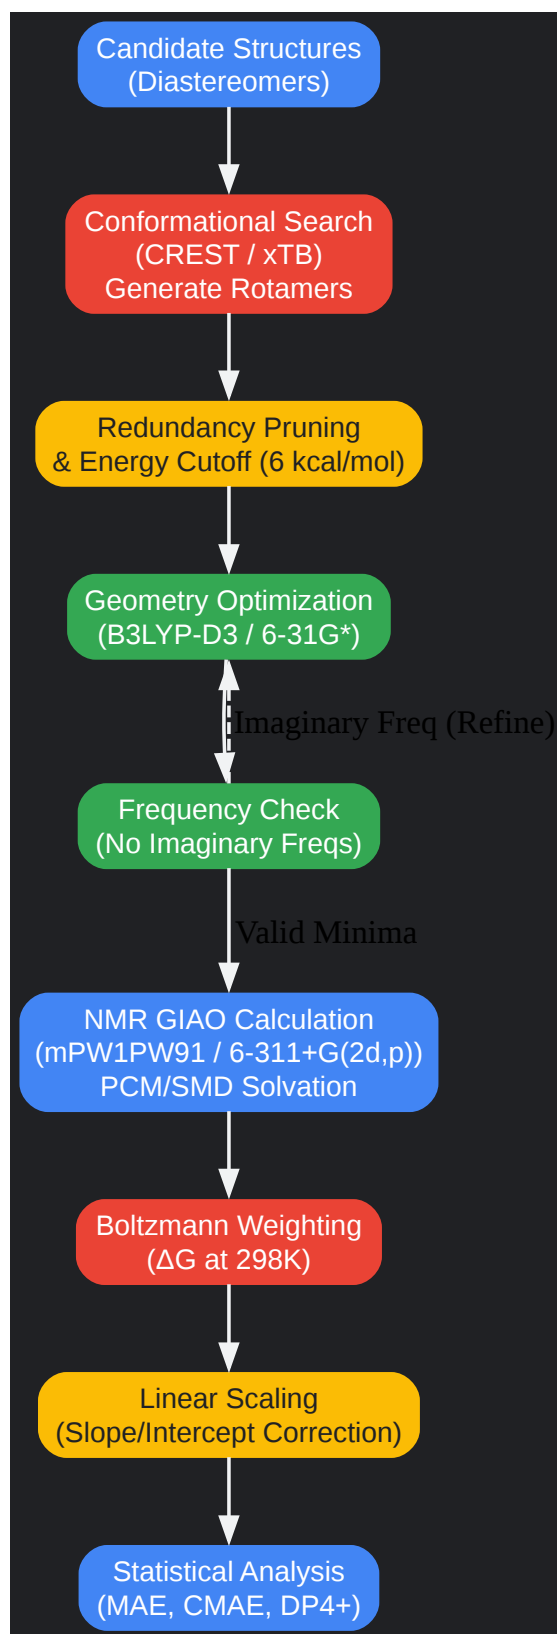 Candidate Structures
(Diastereomers)
Conformational Search
(CREST / xTB)
Generate Rotamers
Redundancy Pruning
& Energy Cutoff (6 kcal/mol)
Geometry Optimization
(B3LYP-D3 / 6-31G*)
Imaginary Freq (Refine)
Frequency Check
(No Imaginary Freqs)
Valid Minima
NMR GIAO Calculation
(mPW1PW91 / 6-311+G(2d,p))
PCM/SMD Solvation
Boltzmann Weighting
(ΔG at 298K)
Linear Scaling
(Slope/Intercept Correction)
Statistical Analysis
(MAE, CMAE, DP4+)